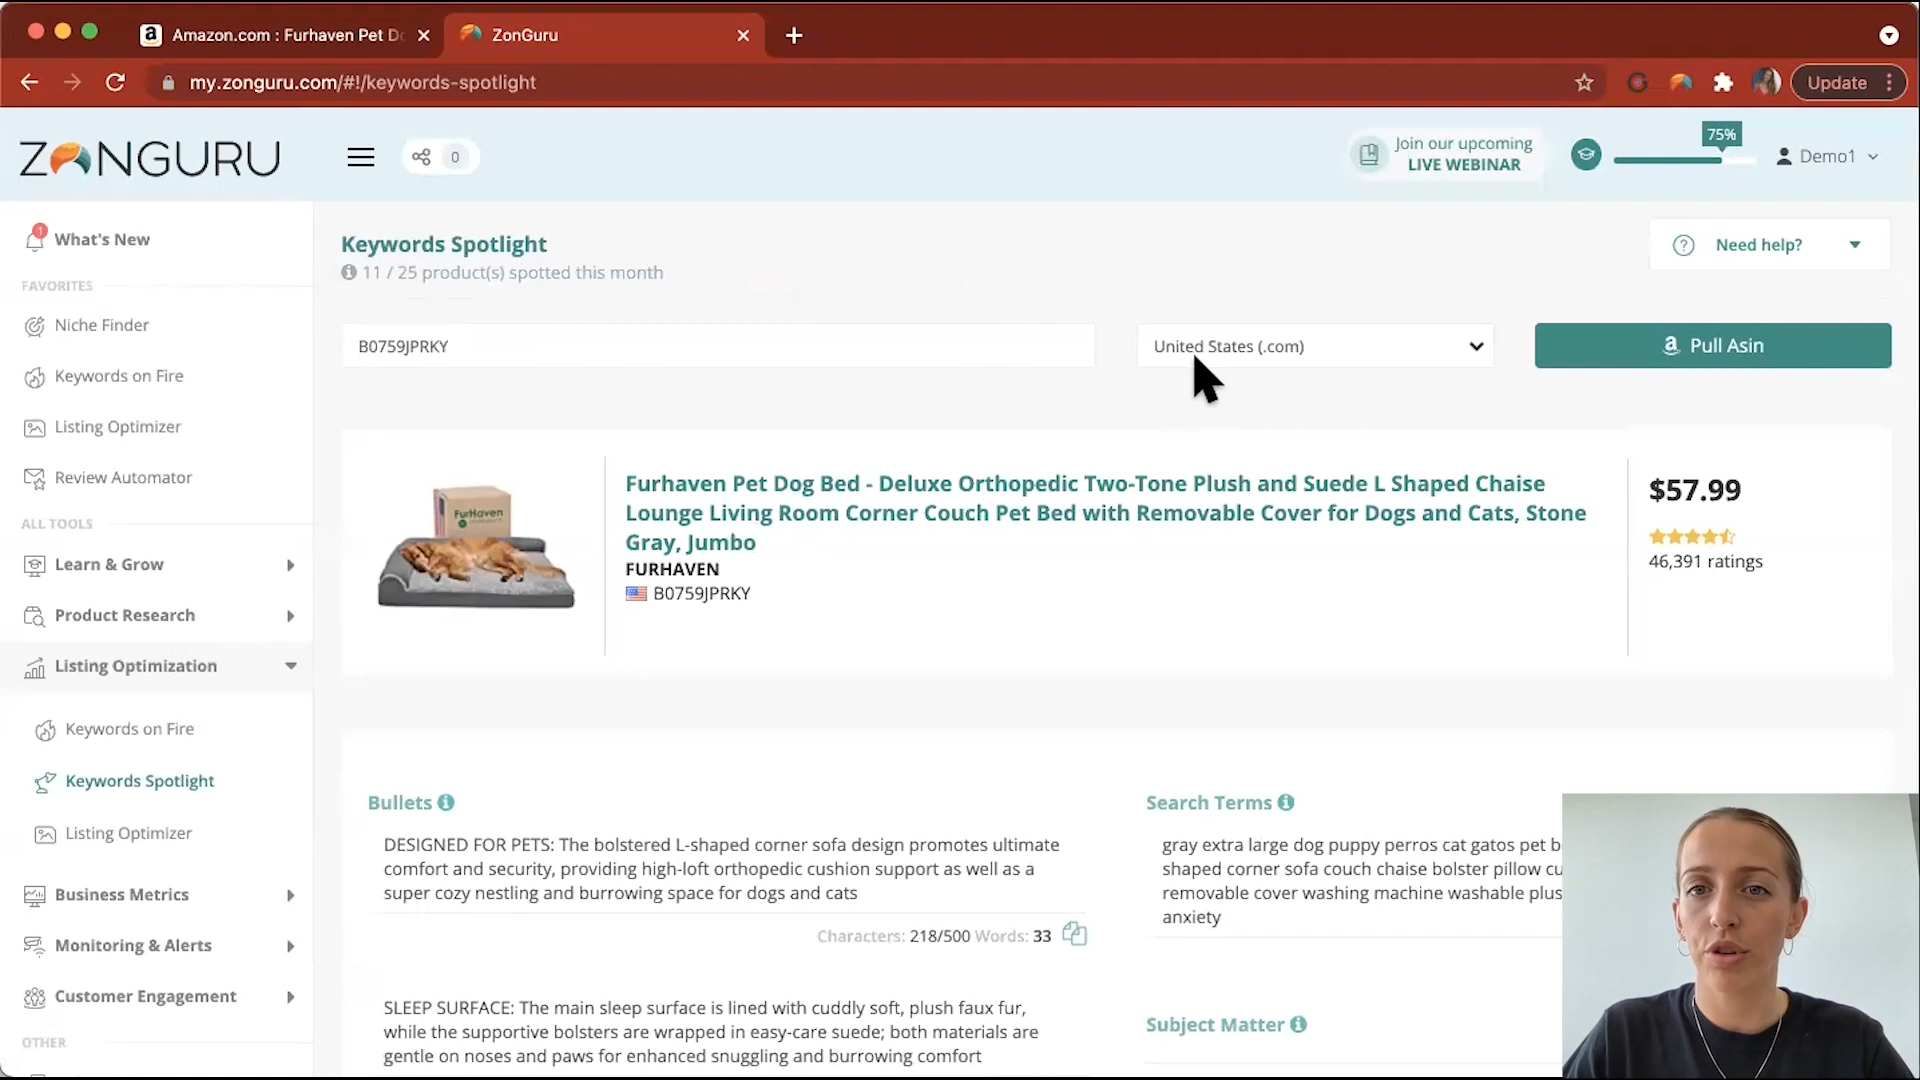 Amazon.com : Furhaven Pet Do
ZonGuru
my.zonguru.com/#!/keywords-spotlight
Update
ZONGURU
0
Join our upcoming
LIVE WEBINAR
75%
Demo1
1
What's New
FAVORITES
Niche Finder
Keywords on Fire
Listing Optimizer
Review Automator
ALL TOOLS
Learn & Grow
Product Research
Listing Optimization
Keywords on Fire
Keywords Spotlight
Listing Optimizer
Business Metrics
Monitoring & Alerts
Customer Engagement
OTHER
Keywords Spotlight
11 / 25 product(s) spotted this month
Need help?
B0759JPRKY
United States (.com)
Pull Asin
FurHaven
Furhaven Pet Dog Bed - Deluxe Orthopedic Two-Tone Plush and Suede L Shaped Chaise
Lounge Living Room Corner Couch Pet Bed with Removable Cover for Dogs and Cats, Stone
Gray, Jumbo
FURHAVEN
B0759JPRKY
$57.99
46,391 ratings
Bullets
DESIGNED FOR PETS: The bolstered L-shaped corner sofa design promotes ultimate
comfort and security, providing high-loft orthopedic cushion support as well as a
super cozy nestling and burrowing space for dogs and cats
Characters: 218/500 Words: 33
SLEEP SURFACE: The main sleep surface is lined with cuddly soft, plush faux fur,
while the supportive bolsters are wrapped in easy-care suede; both materials are
gentle on noses and paws for enhanced snuggling and burrowing comfort
Search Terms
gray extra large dog puppy perros cat gatos pet b
shaped corner sofa couch chaise bolster pillow cu
removable cover washing machine washable plus
anxiety
Subject Matter